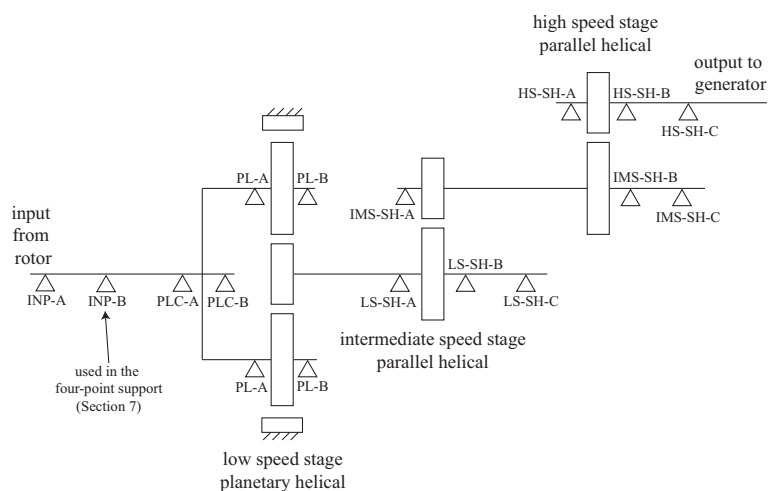 high speed stage
parallel helical
output to
generator
HS-SH-A
HS-SH-B
HS-SH-C
PL-A
PL-B
IMS-SH-A
IMS-SH-B
IMS-SH-C
input
from
rotor
INP-A
INP-B
PLC-A
PLC-B
LS-SH-A
LS-SH-B
LS-SH-C
intermediate speed stage
parallel helical
used in the
four-point support
(Section 7)
PL-A
PL-B
low speed stage
planetary helical